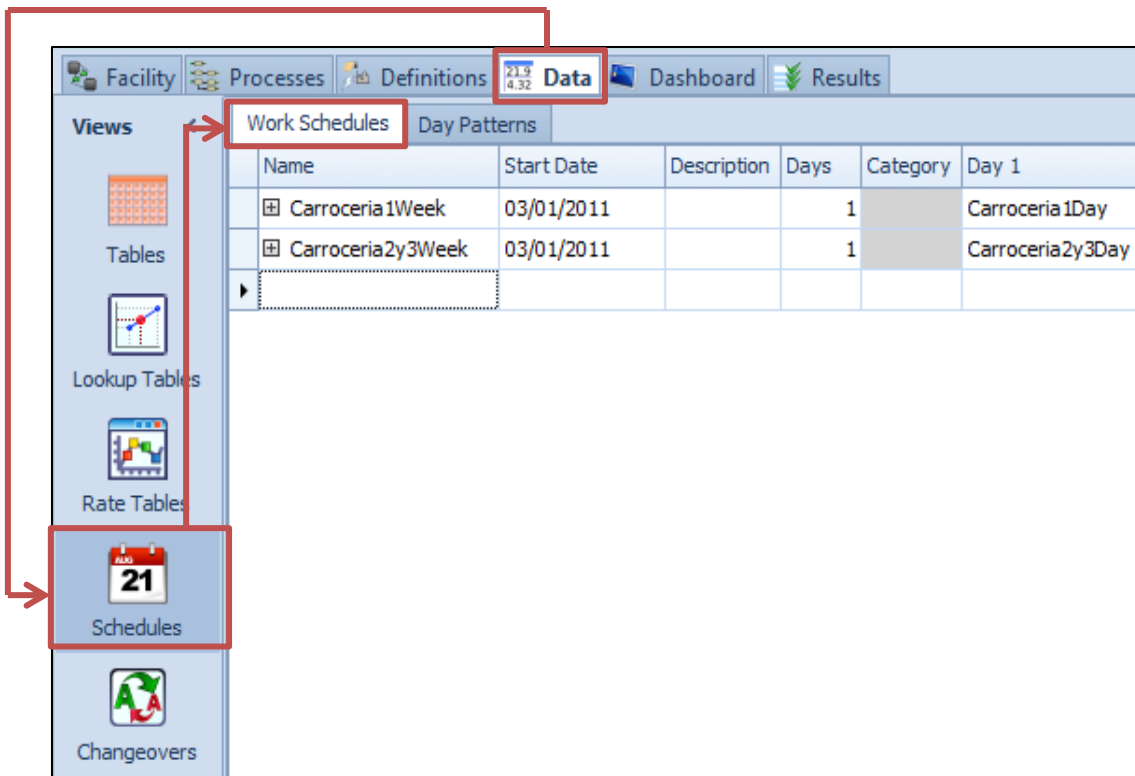 Facility Processes Definitions 21.9 4.32 Data Dashboard Results
Views
Work Schedules Day Patterns
Name Start Date Description Days Category Day 1
Carroceria1Week 03/01/2011 1 Carroceria1Day
Carroceria2y3Week 03/01/2011 1 Carroceria2y3Day
Tables
Lookup Tables
Rate Tables
AUG
21
Schedules
A A
Changeovers